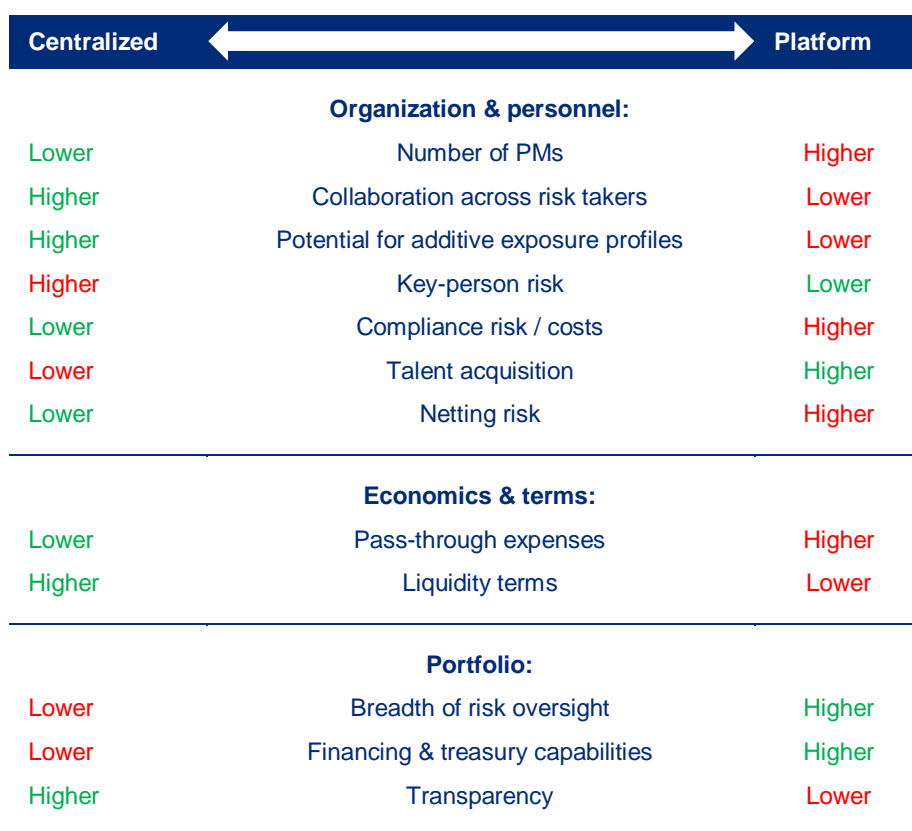 Centralized Platform
Organization & personnel:
Lower Number of PMs Higher
Higher Collaboration across risk takers Lower
Higher Potential for additive exposure profiles Lower
Higher Key-person risk Lower
Lower Compliance risk / costs Higher
Lower Talent acquisition Higher
Lower Netting risk Higher
Economics & terms:
Lower Pass-through expenses Higher
Higher Liquidity terms Lower
Portfolio:
Lower Breadth of risk oversight Higher
Lower Financing & treasury capabilities Higher
Higher Transparency Lower